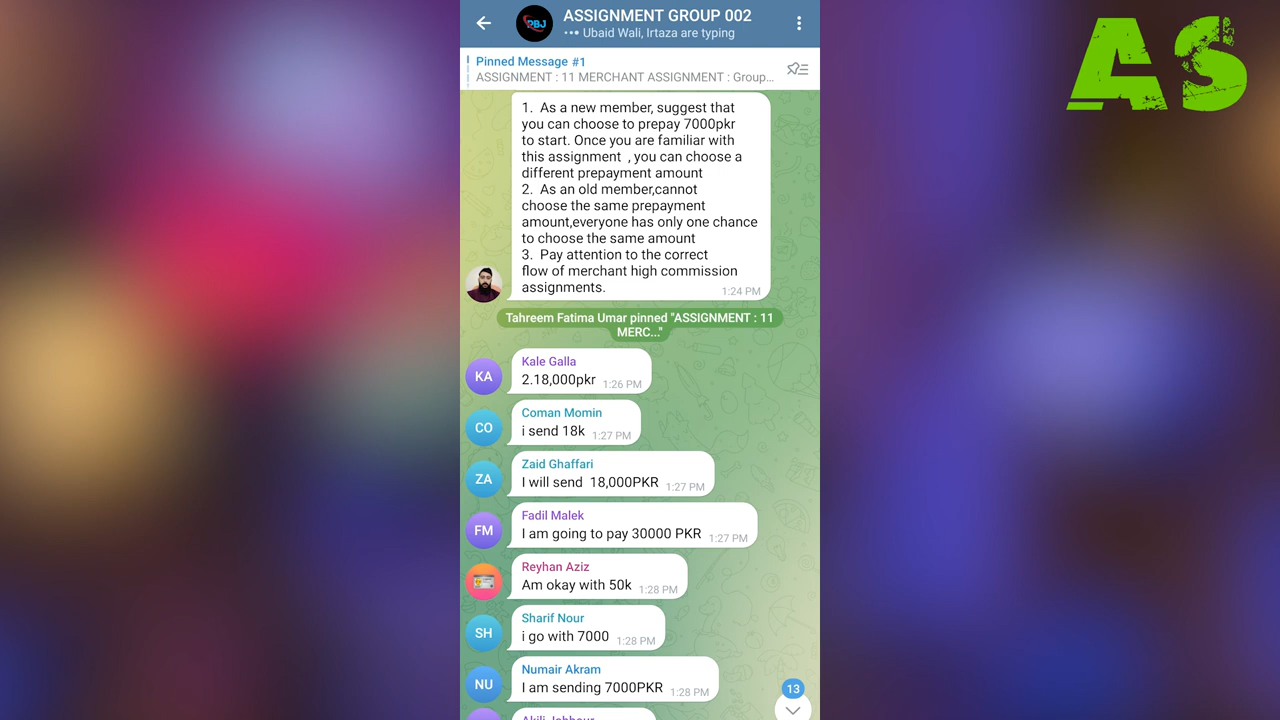 ASSIGNMENT GROUP 002
Ubaid Wali, Irtaza are typing
RBJ
AS
Pinned Message #1
ASSIGNMENT : 11 MERCHANT ASSIGNMENT : Group...
1. As a new member, suggest that
you can choose to prepay 7000pkr
to start. Once you are familiar with
this assignment , you can choose a
different prepayment amount
2. As an old member,cannot
choose the same prepayment
amount,everyone has only one chance
to choose the same amount
3. Pay attention to the correct
flow of merchant high commission
assignments.
1:24 PM
Tahreem Fatima Umar pinned "ASSIGNMENT : 11
MERC..."
Kale Galla
KA
2.18,000pkr 1:26 PM
Coman Momin
CO
i send 18k 1:27 PM
Zaid Ghaffari
ZA
I will send 18,000PKR 1:27 PM
Fadil Malek
FM
I am going to pay 30000 PKR 1:27 PM
Reyhan Aziz
Am okay with 50k 1:28 PM
Sharif Nour
SH
i go with 7000 1:28 PM
Numair Akram
NU
I am sending 7000PKR 1:28 PM
13